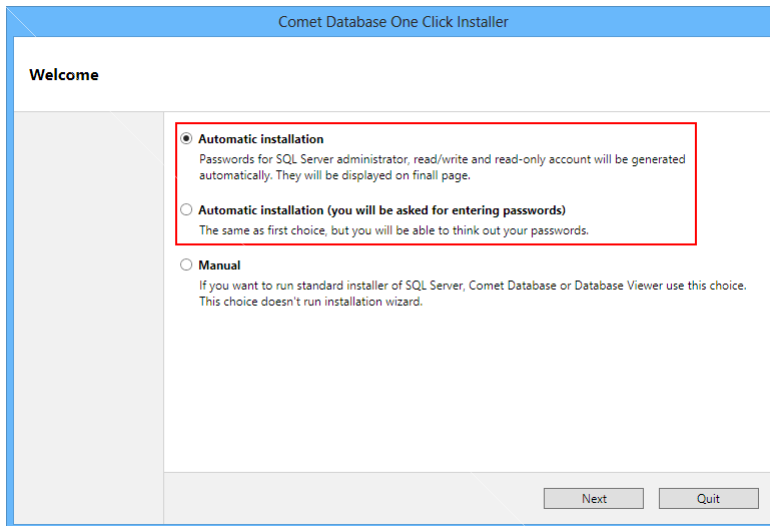 Comet Database One Click Installer
Welcome
Automatic installation
Passwords for SQL Server administrator, read/write and read-only account will be generated
automatically. They will be displayed on finall page.
Automatic installation (you will be asked for entering passwords)
The same as first choice, but you will be able to think out your passwords.
Manual
If you want to run standard installer of SQL Server, Comet Database or Database Viewer use this choice.
This choice doesn't run installation wizard.
Next Quit